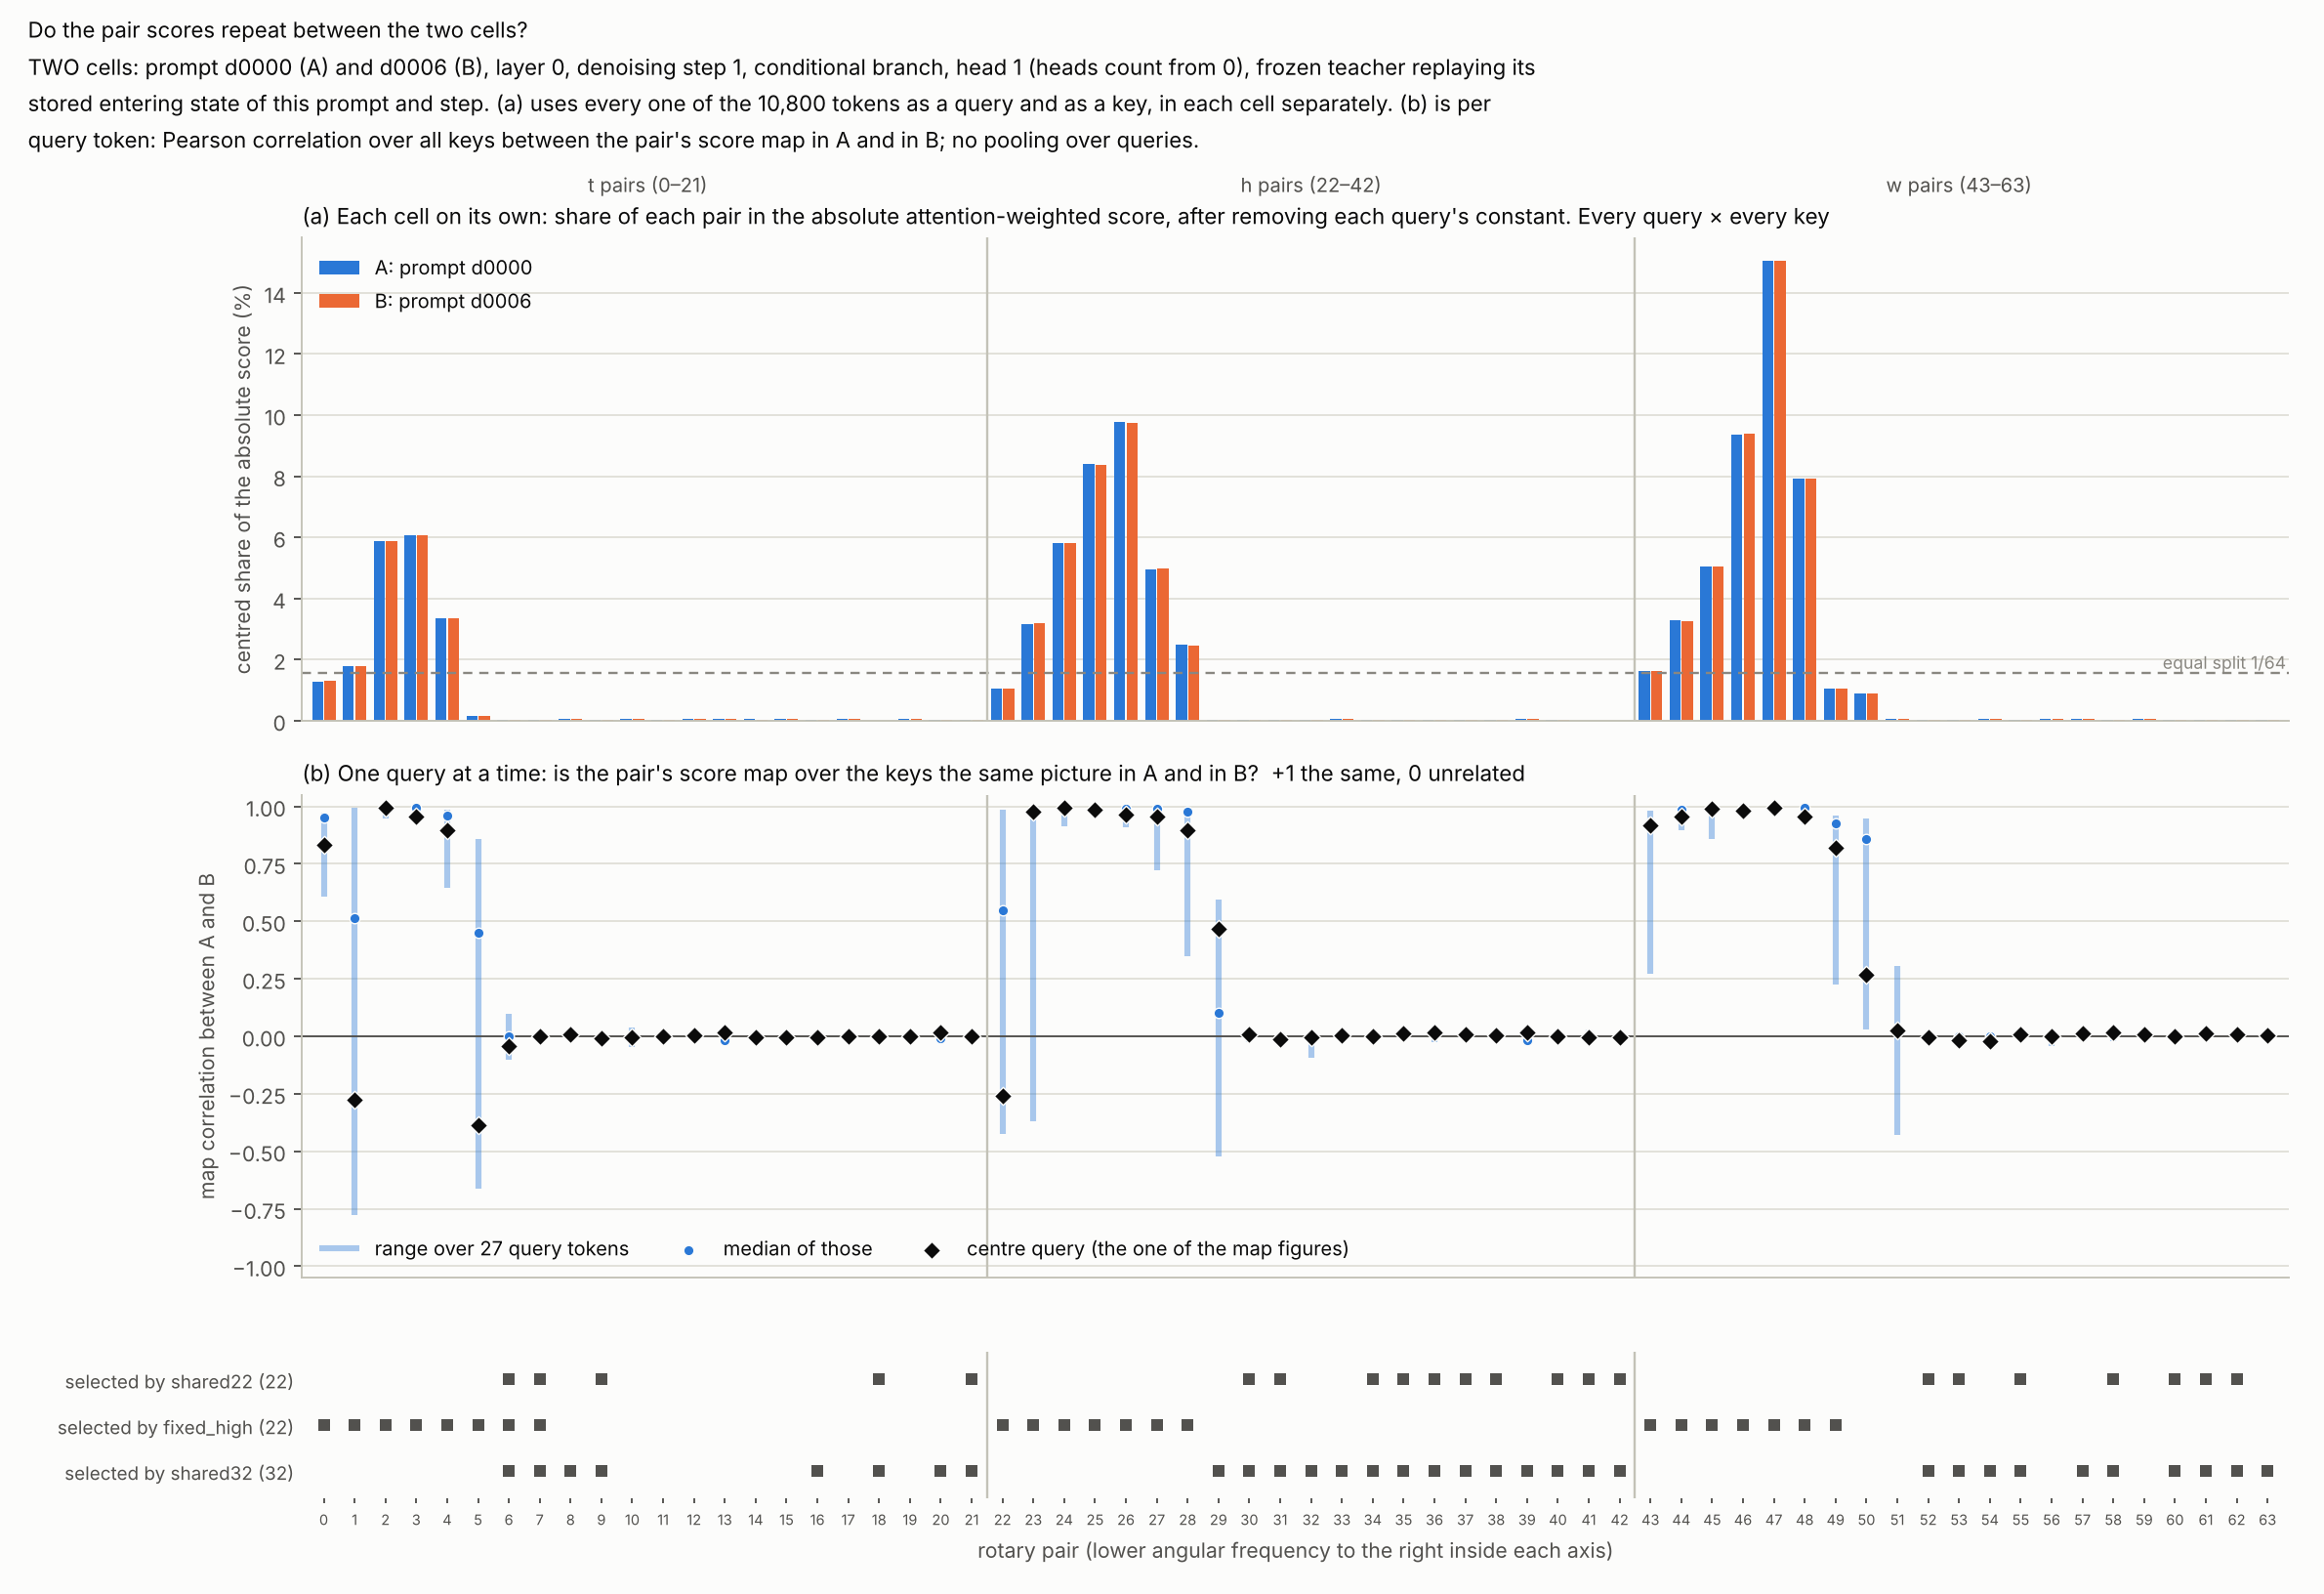 Do the pair scores repeat between the two cells?
TWO cells: prompt d0000 (A) and d0006 (B), layer 0, denoising step 1, conditional branch, head 1 (heads count from 0), frozen teacher replaying its
stored entering state of this prompt and step. (a) uses every one of the 10,800 tokens as a query and as a key, in each cell separately. (b) is per
query token: Pearson correlation over all keys between the pair's score map in A and in B; no pooling over queries.
t pairs (0–21)
h pairs (22–42)
w pairs (43–63)
(a) Each cell on its own: share of each pair in the absolute attention-weighted score, after removing each query's constant. Every query × every key
centred share of the absolute score (%)
14
12
10
8
6
4
2
0
A: prompt d0000
B: prompt d0006
equal split 1/64
(b) One query at a time: is the pair's score map over the keys the same picture in A and in B?  +1 the same, 0 unrelated
map correlation between A and B
1.00
0.75
0.50
0.25
0.00
−0.25
−0.50
−0.75
−1.00
range over 27 query tokens
median of those
centre query (the one of the map figures)
selected by shared22 (22)
selected by fixed_high (22)
selected by shared32 (32)
0 1 2 3 4 5 6 7 8 9 10 11 12 13 14 15 16 17 18 19 20 21 22 23 24 25 26 27 28 29 30 31 32 33 34 35 36 37 38 39 40 41 42 43 44 45 46 47 48 49 50 51 52 53 54 55 56 57 58 59 60 61 62 63
rotary pair (lower angular frequency to the right inside each axis)